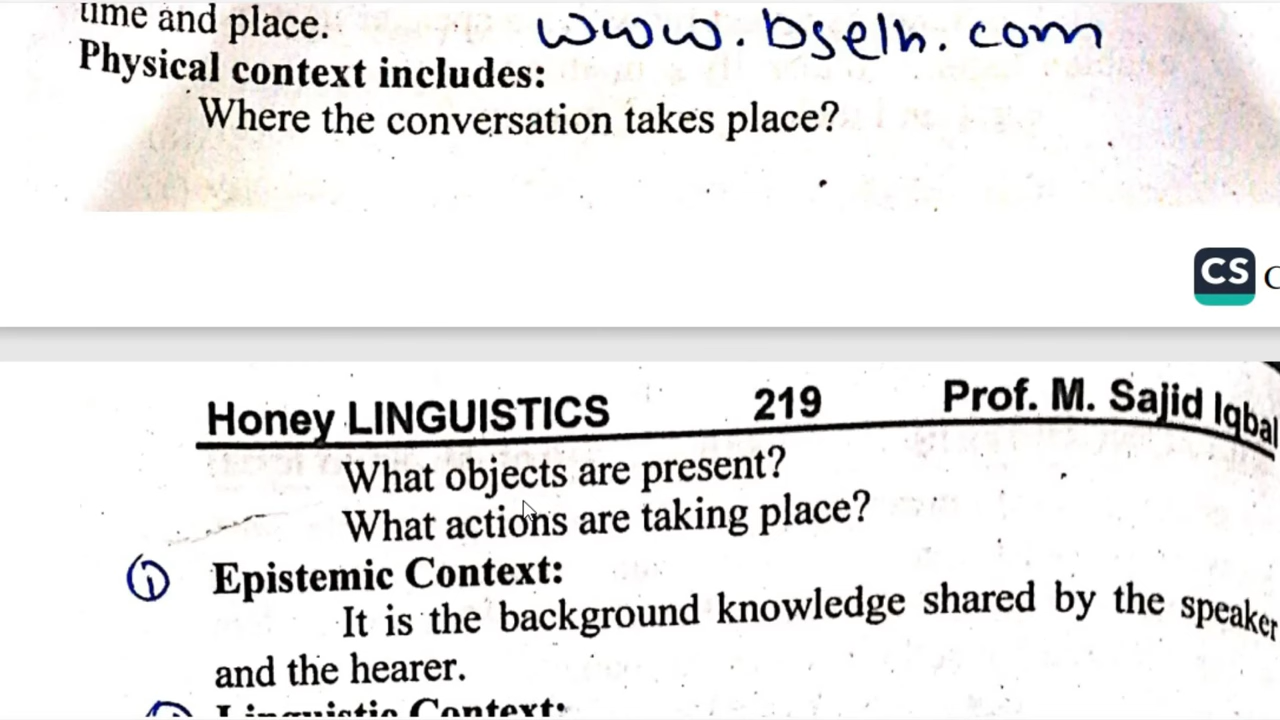 time and place.
www.bselh.com
Physical context includes:
Where the conversation takes place?
CS
Honey LINGUISTICS 219 Prof. M. Sajid Iqbal
What objects are present?
What actions are taking place?
Epistemic Context:
It is the background knowledge shared by the speaker
and the hearer.
Linguistic Context: